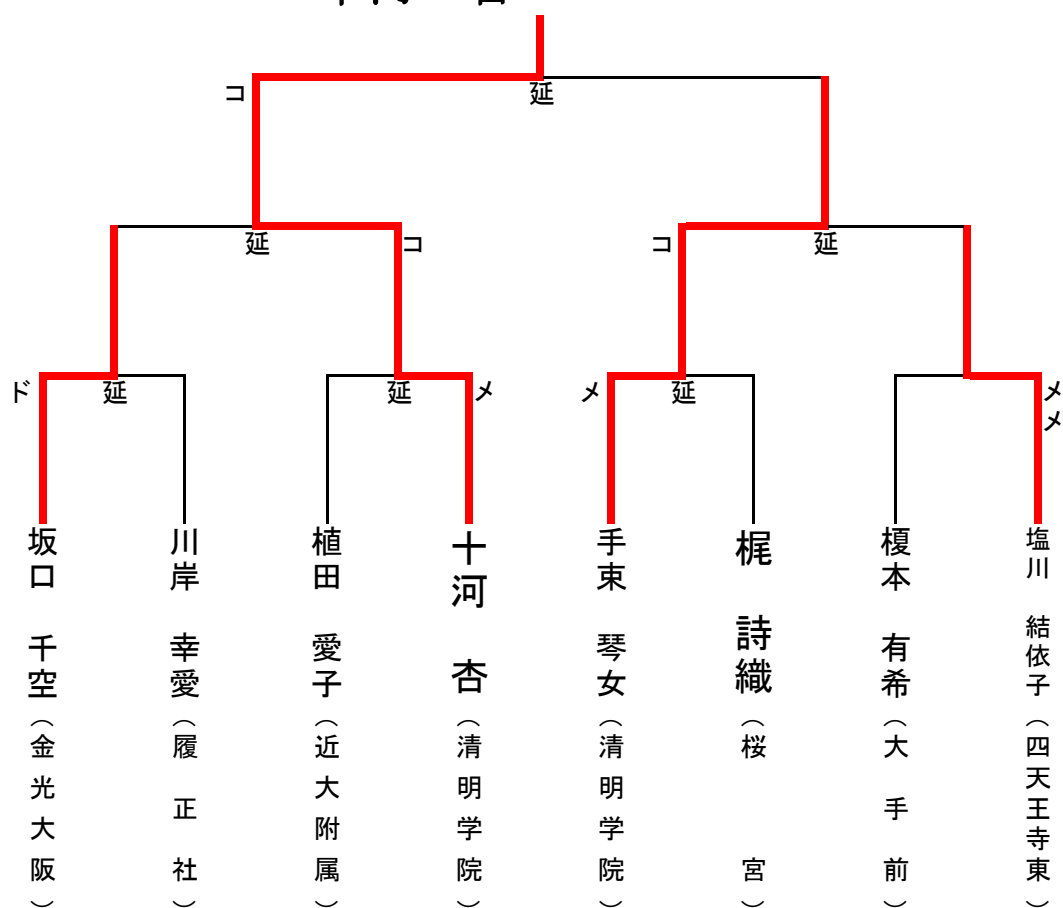 コ
延
延
コ
コ
延
ド
延
延
メ
メ
延
メ
メ
坂口 千空（金光大阪）
川岸 幸愛（履正社）
植田 愛子（近大附属）
十河 杏（清明学院）
手束 琴女（清明学院）
梶 詩織（桜宮）
榎本 有希（大手前）
塩川 結依子（四天王寺東）